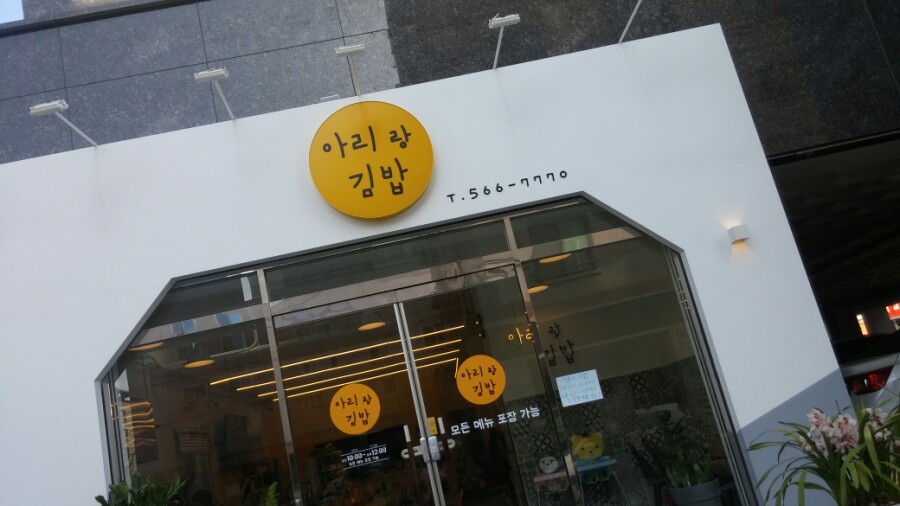 아리랑
김밥
T.566-7770
아리랑
김밥
아리랑
김밥
아리랑
김밥
모든 메뉴 포장 가능